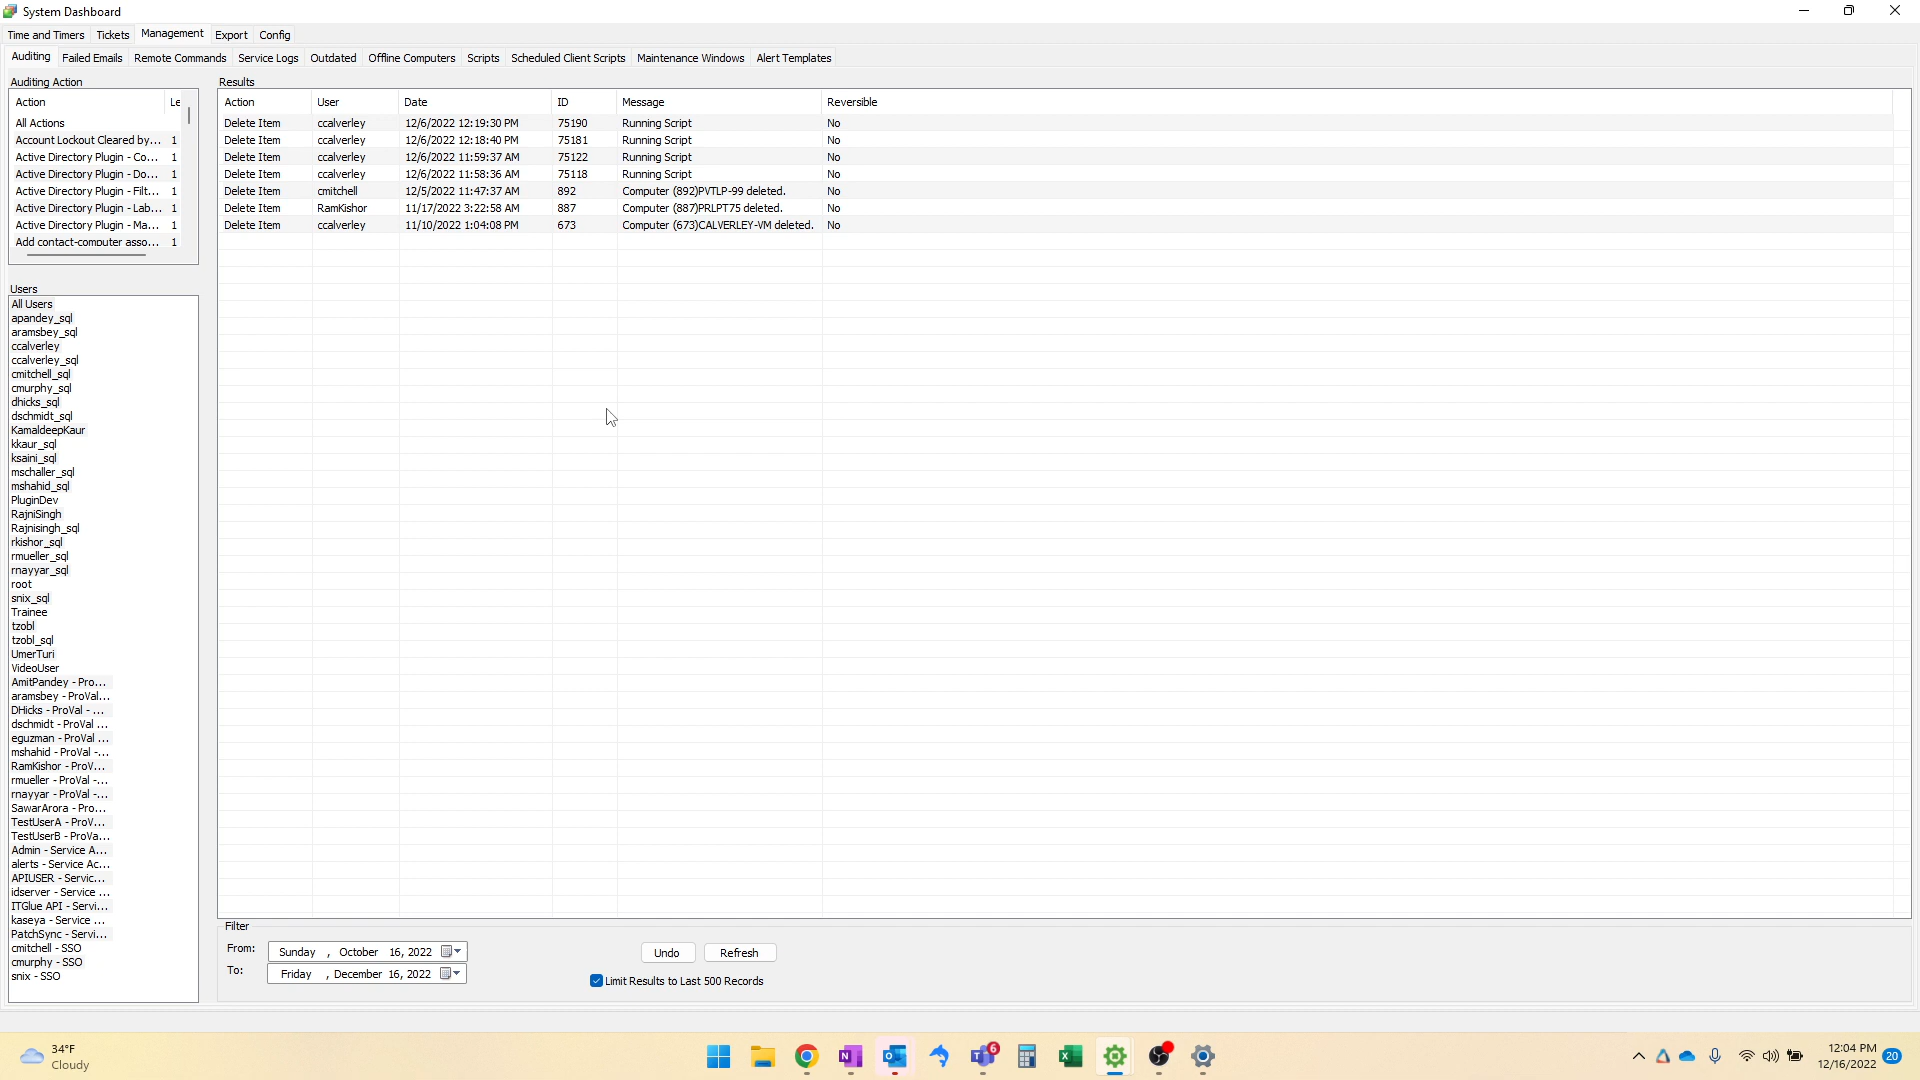 System Dashboard
Time and Timers Tickets Management Export Config
Auditing Failed Emails Remote Commands Service Logs Outdated Offline Computers Scripts Scheduled Client Scripts Maintenance Windows Alert Templates
Auditing Action
Action Le
All Actions
Account Lockout Cleared by... 1
Active Directory Plugin - Co... 1
Active Directory Plugin - Do... 1
Active Directory Plugin - Filt... 1
Active Directory Plugin - Lab... 1
Active Directory Plugin - Ma... 1
Add contact-computer asso... 1
Users
All Users
apandey_sql
aramsbey_sql
ccalverley
ccalverley_sql
cmitchell_sql
cmurphy_sql
dhicks_sql
dschmidt_sql
KamaldeepKaur
kkaur_sql
ksaini_sql
mschaller_sql
mshahid_sql
PluginDev
RajniSingh
Rajnisingh_sql
rkishor_sql
rmueller_sql
rnayyar_sql
root
snix_sql
Trainee
tzobl
tzobl_sql
UmerTuri
VideoUser
AmitPandey - Pro...
aramsbey - ProVal...
DHicks - ProVal - ...
dschmidt - ProVal ...
eguzman - ProVal ...
mshahid - ProVal -...
RamKishor - ProV...
rmueller - ProVal -...
rnayyar - ProVal -...
SawarArora - Pro...
TestUserA - ProV...
TestUserB - ProVa...
Admin - Service A...
alerts - Service Ac...
APIUSER - Servic...
idserver - Service ...
ITGlue API - Servi...
kaseya - Service ...
PatchSync - Servi...
cmitchell - SSO
cmurphy - SSO
snix - SSO
Results
Action User Date ID Message Reversible
Delete Item ccalverley 12/6/2022 12:19:30 PM 75190 Running Script No
Delete Item ccalverley 12/6/2022 12:18:40 PM 75181 Running Script No
Delete Item ccalverley 12/6/2022 11:59:37 AM 75122 Running Script No
Delete Item ccalverley 12/6/2022 11:58:36 AM 75118 Running Script No
Delete Item cmitchell 12/5/2022 11:47:37 AM 892 Computer (892)PVTLP-99 deleted. No
Delete Item RamKishor 11/17/2022 3:22:58 AM 887 Computer (887)PRLPT75 deleted. No
Delete Item ccalverley 11/10/2022 1:04:08 PM 673 Computer (673)CALVERLEY-VM deleted. No
Filter
From: Sunday , October 16, 2022
To: Friday , December 16, 2022
Undo Refresh
Limit Results to Last 500 Records
34°F
Cloudy
6
12:04 PM
12/16/2022
20